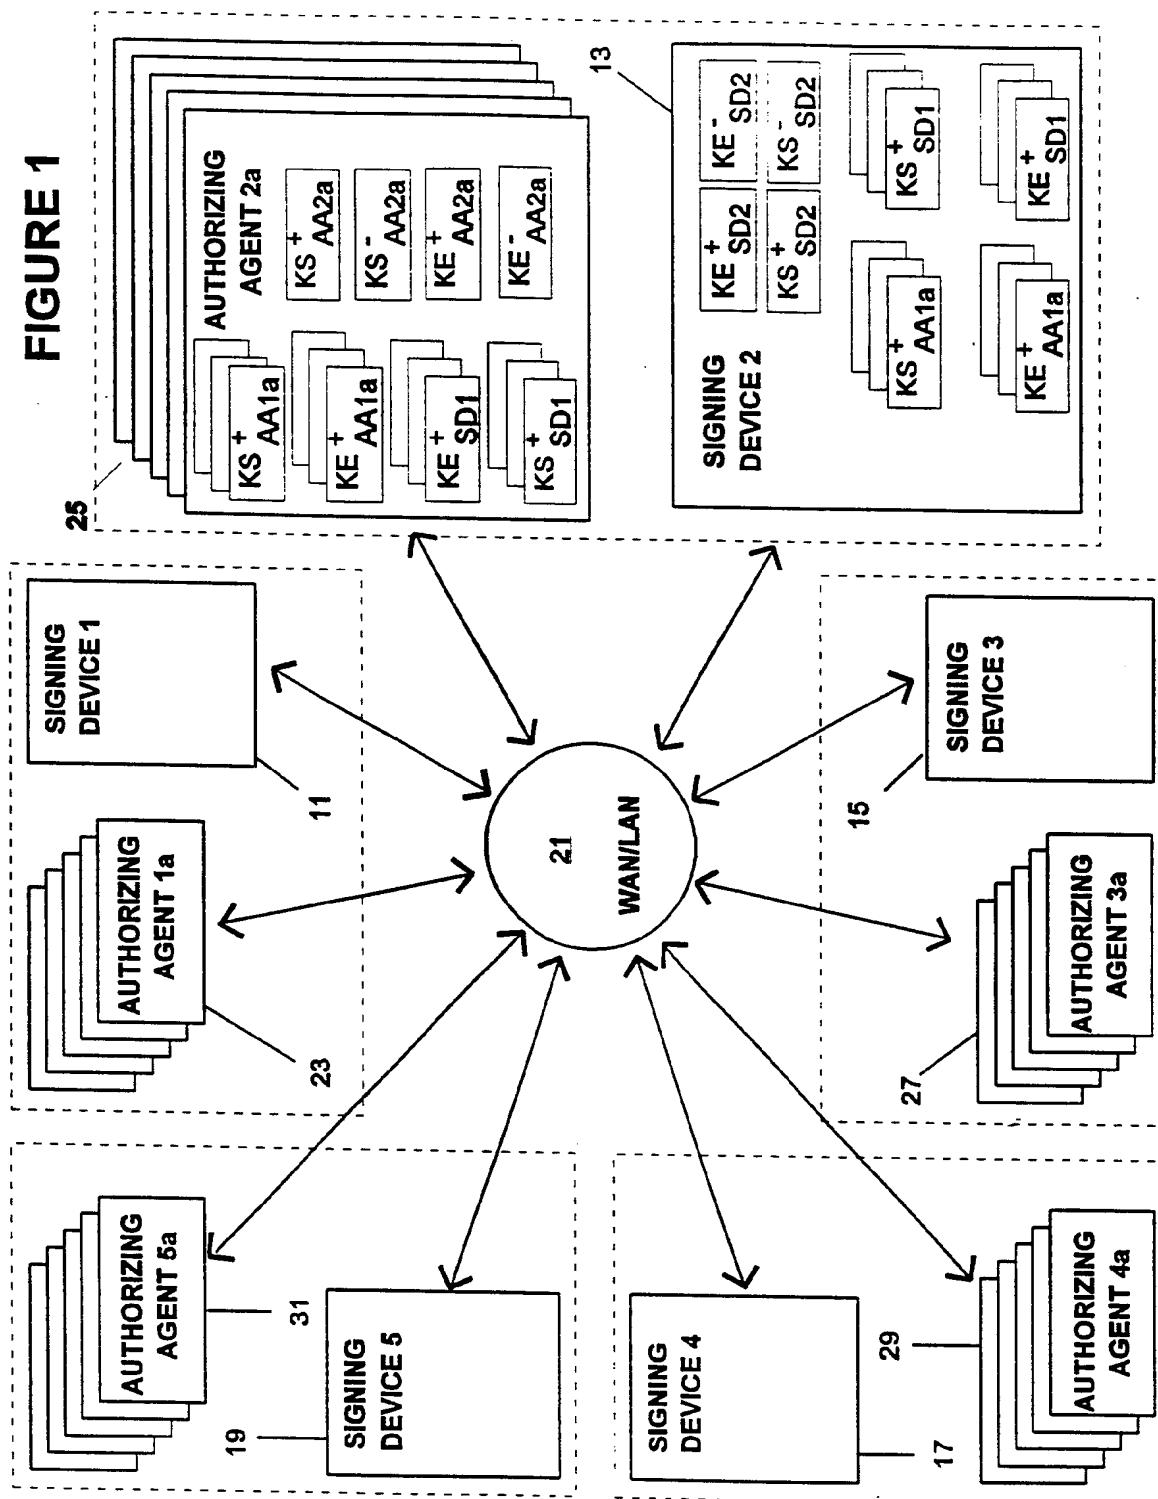 FIGURE 1
25
AUTHORIZING
AGENT 2a
KS+AA1a
KE+AA1a
KE+SD1
KS+SD1
KS+AA2a
KS-AA2a
KE+AA2a
KE-AA2a
13
SIGNING
DEVICE 2
KE+SD2
KE-SD2
KS+SD2
KS-SD2
KS+AA1a
KS+SD1
KE+AA1a
KE+SD1
SIGNING
DEVICE 1
11
AUTHORIZING
AGENT 1a
23
21
WAN/LAN
SIGNING
DEVICE 3
15
AUTHORIZING
AGENT 3a
27
AUTHORIZING
AGENT 5a
31
SIGNING
DEVICE 5
19
SIGNING
DEVICE 4
17
AUTHORIZING
AGENT 4a
29